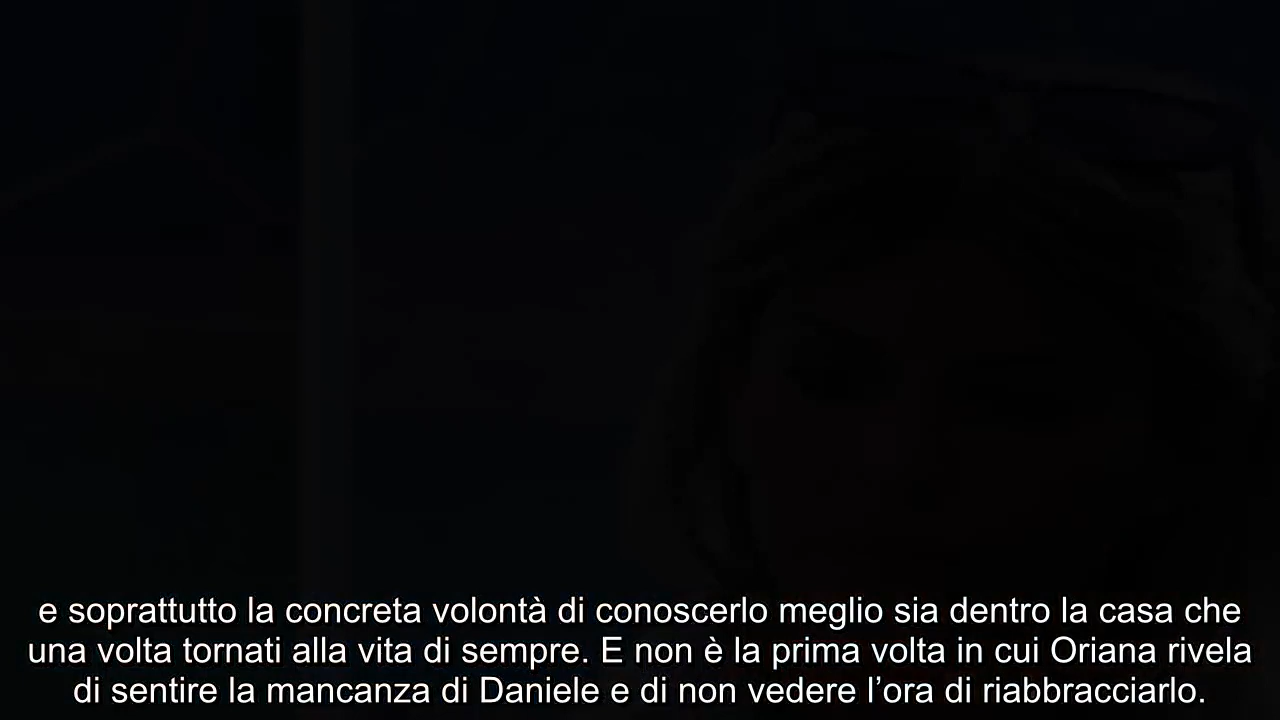 e soprattutto la concreta volontà di conoscerlo meglio sia dentro la casa che
una volta tornati alla vita di sempre. E non è la prima volta in cui Oriana rivela
di sentire la mancanza di Daniele e di non vedere l’ora di riabbracciarlo.